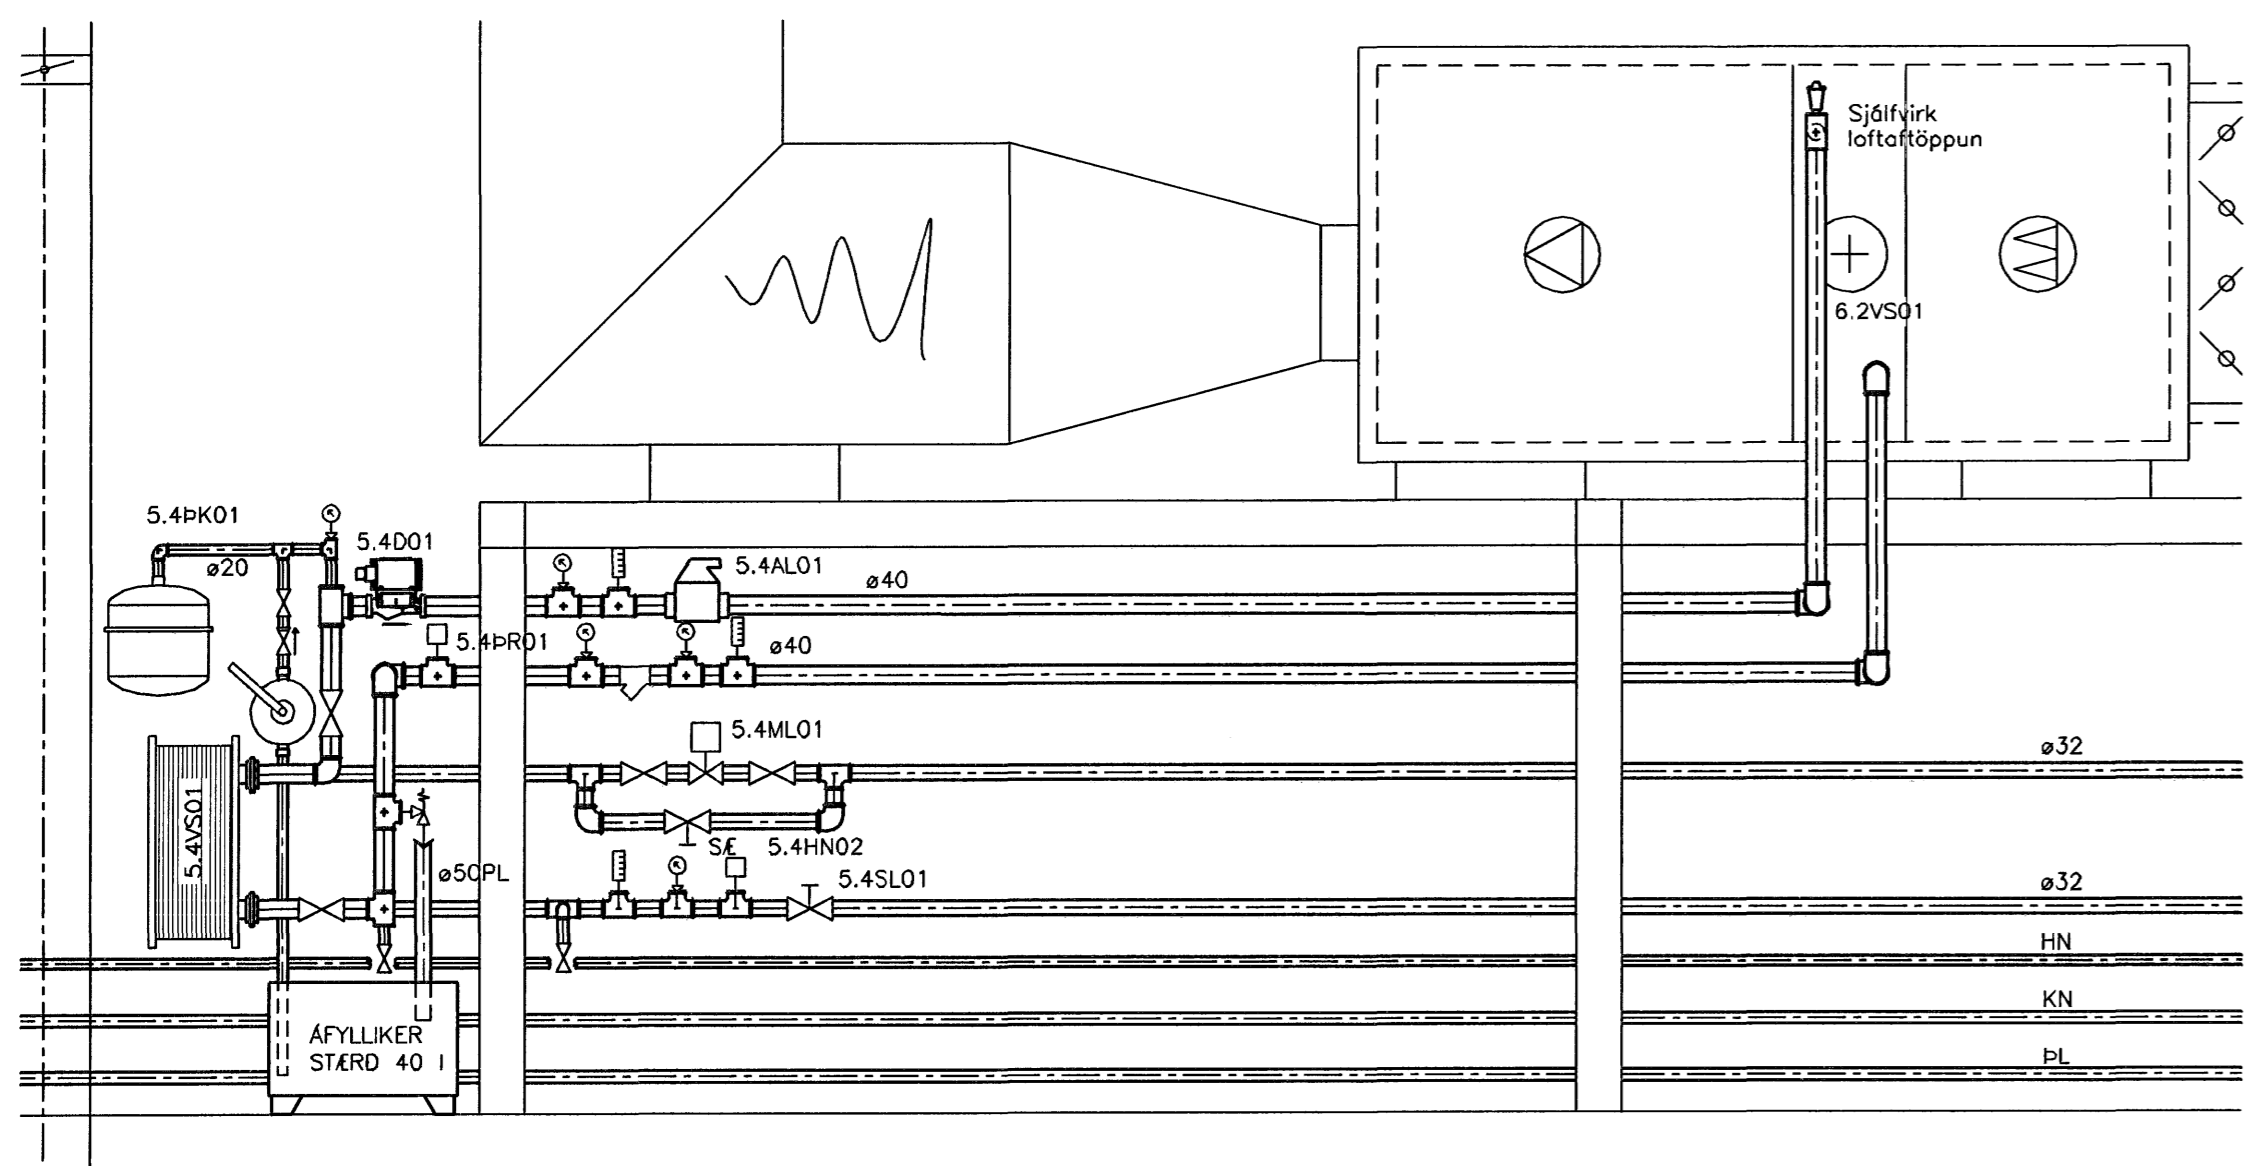 Sjálfvirk
loftaftöppun
6.2VS01
5.4ÞK01
ø20
5.4D01
5.4AL01
ø40
5.4ÞR01
ø40
5.4ML01
ø32
5.4VS01
SÆ
5.4HN02
ø50PL
5.4SL01
ø32
HN
KN
ÞL
ÁFYLLIKER
STÆRÐ 40 l